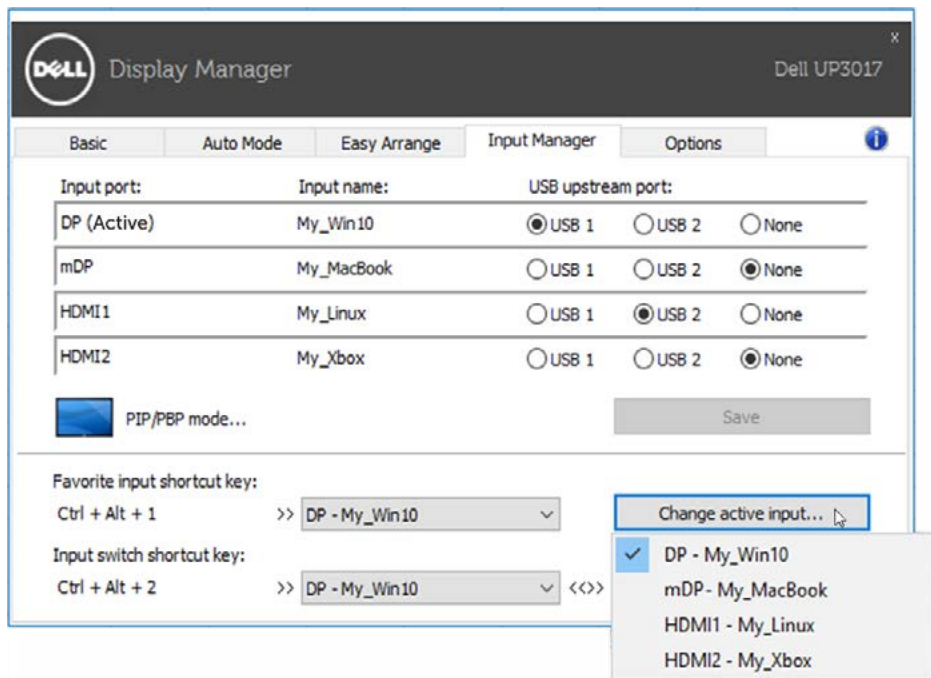 DELL Display Manager Dell UP3017 x
Basic Auto Mode Easy Arrange Input Manager Options i
Input port: Input name: USB upstream port:
DP (Active) My_Win10 USB 1 USB 2 None
mDP My_MacBook USB 1 USB 2 None
HDMI1 My_Linux USB 1 USB 2 None
HDMI2 My_Xbox USB 1 USB 2 None
PIP/PBP mode... Save
Favorite input shortcut key:
Ctrl + Alt + 1 >> DP - My_Win10 Change active input...
Input switch shortcut key:
Ctrl + Alt + 2 >> DP - My_Win10 <<>>
DP - My_Win10
mDP- My_MacBook
HDMI1 - My_Linux
HDMI2 - My_Xbox